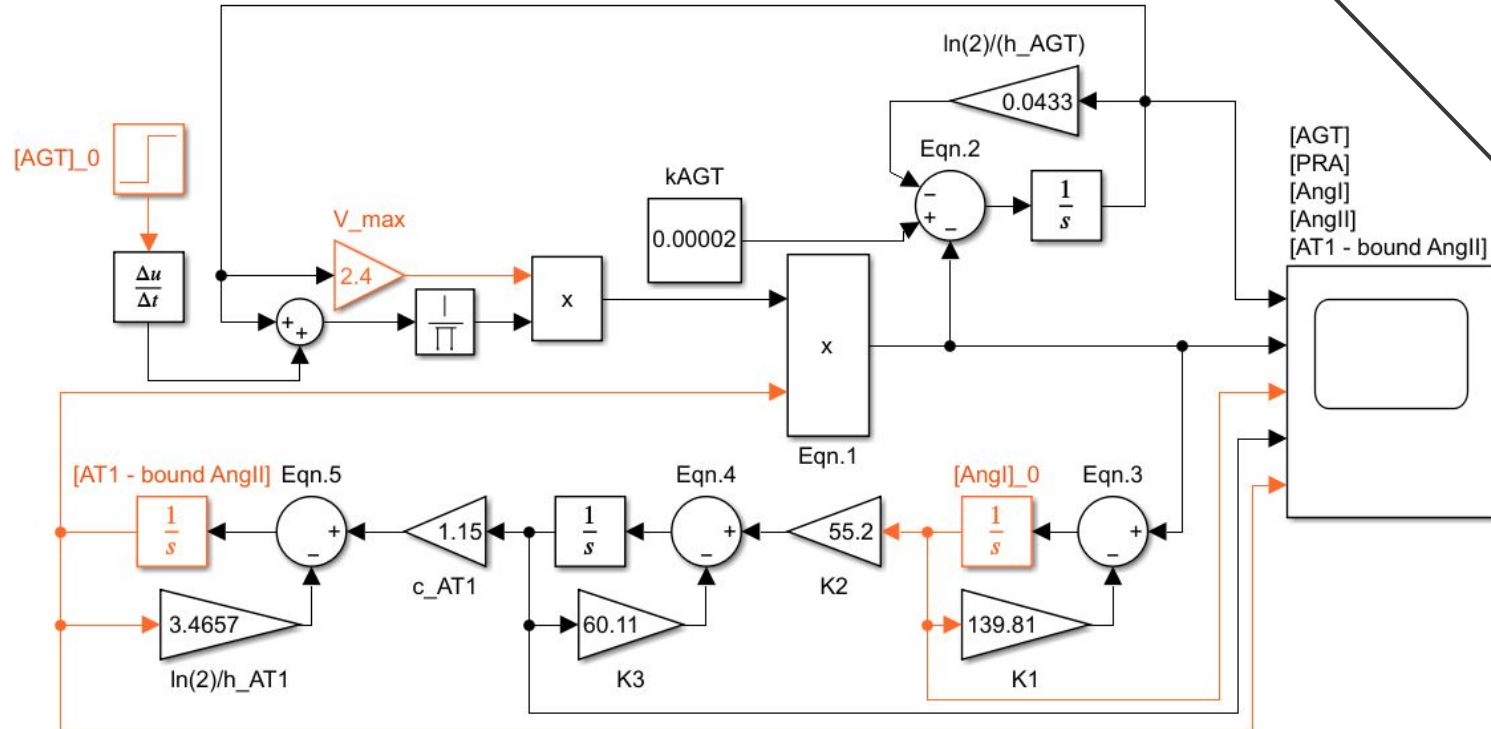 ln(2)/(h_AGT)
0.0433
[AGT]_0
Eqn.2
[AGT]
[PRA]
[AngI]
[AngII]
[AT1 - bound AngII]
kAGT
0.00002
−
+
−
1
s
V_max
2.4
Δu
Δt
x
+
+
1
∏
x
Eqn.1
[AT1 - bound AngII]
Eqn.5
Eqn.4
[AngI]_0
Eqn.3
1
s
+
−
1.15
c_AT1
1
s
+
−
55.2
K2
1
s
+
−
3.4657
ln(2)/h_AT1
60.11
K3
139.81
K1